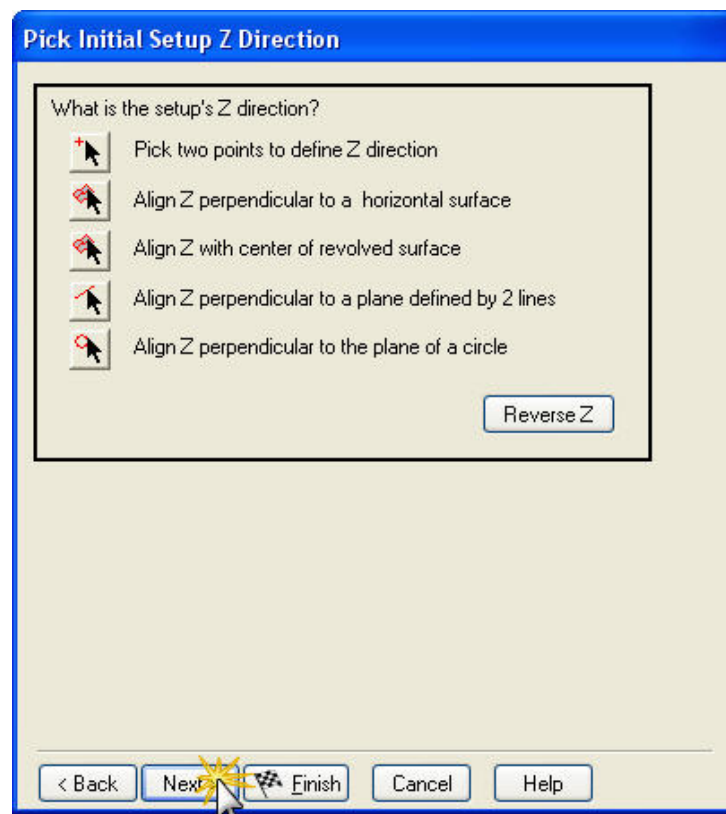 Pick Initial Setup Z Direction
What is the setup's Z direction?
Pick two points to define Z direction
Align Z perpendicular to a  horizontal surface
Align Z with center of revolved surface
Align Z perpendicular to a plane defined by 2 lines
Align Z perpendicular to the plane of a circle
Reverse Z
< Back Next Finish Cancel Help